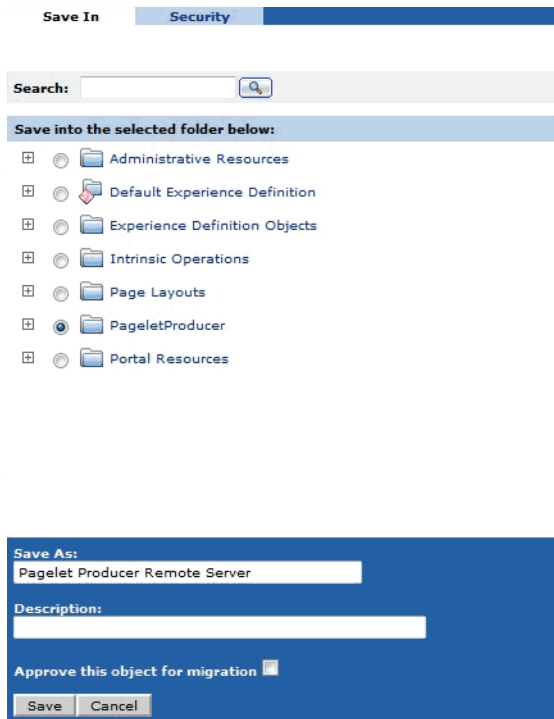 Save In Security
Search:
Save into the selected folder below:
Administrative Resources
Default Experience Definition
Experience Definition Objects
Intrinsic Operations
Page Layouts
PageletProducer
Portal Resources
Save As:
Pagelet Producer Remote Server
Description:
Approve this object for migration
Save Cancel